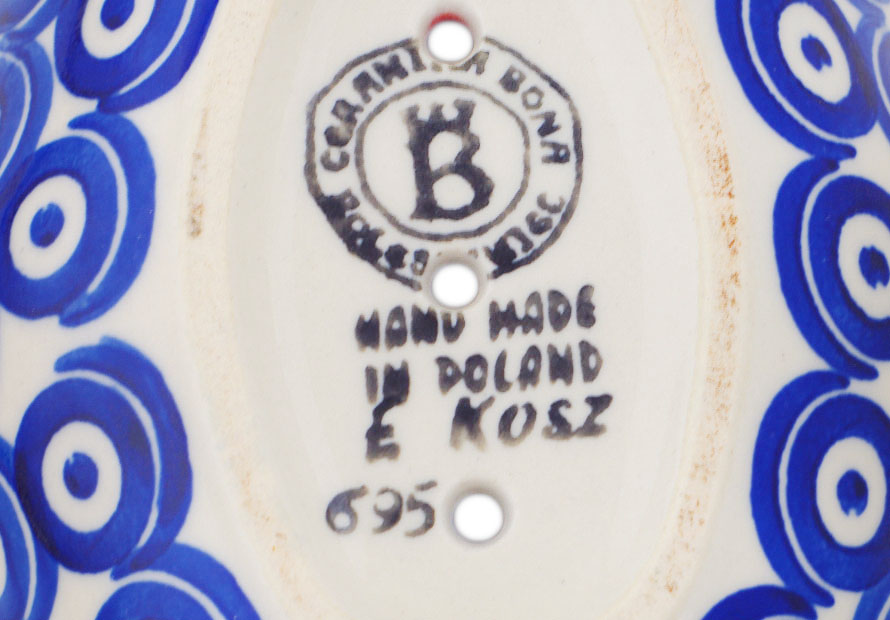 CERAMIKA BONA
B
HAND MADE
IN POLAND
E KOSZ
695